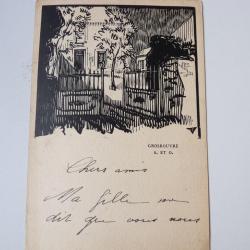 GROSROUVRE
S. ET O.
Chers amis
Ma fille me
dit que vous nous